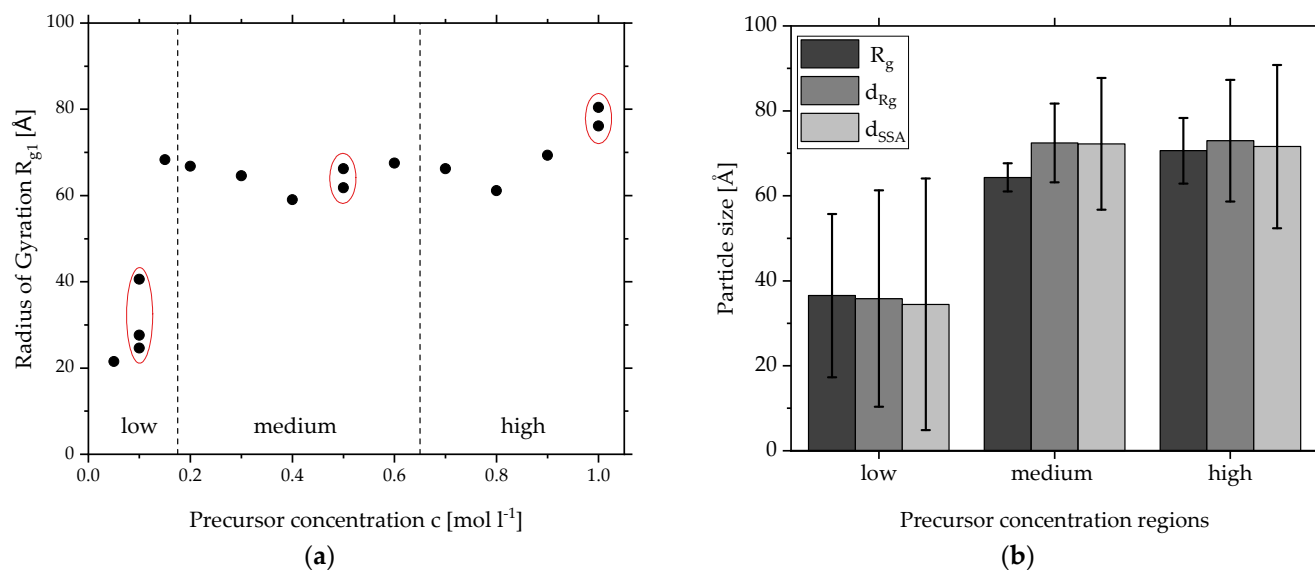 100
80
60
40
20
0
0.0 0.2 0.4 0.6 0.8 1.0
Radius of Gyration Rg1 [Å]
low medium high
Precursor concentration c [mol l-1]
(a)
100
80
60
40
20
0
Particle size [Å]
Rg
dRg
dSSA
low medium high
Precursor concentration regions
(b)